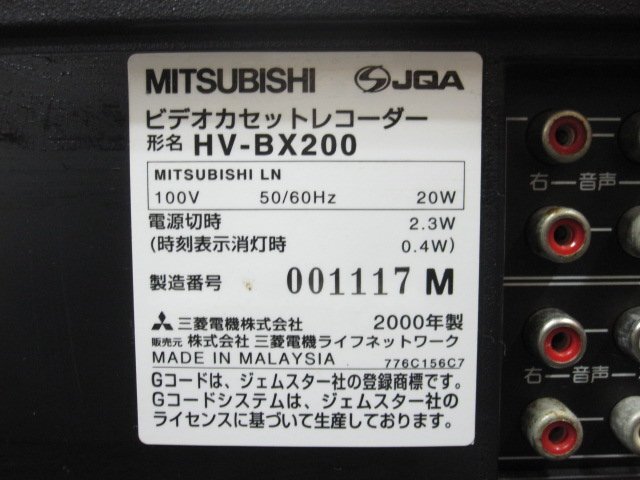 MITSUBISHI JQA
ビデオカセットレコーダー
形名 HV-BX200
MITSUBISHI LN
100V 50/60Hz 20W
電源切時 2.3W
(時刻表示消灯時 0.4W)
製造番号 001117 M
三菱電機株式会社 2000年製
販売元 株式会社 三菱電機ライフネットワーク
MADE IN MALAYSIA 776C156C7
Gコードは、ジェムスター社の登録商標です。
Gコードシステムは、ジェムスター社の
ライセンスに基づいて生産しております。
右 音声
右 音声